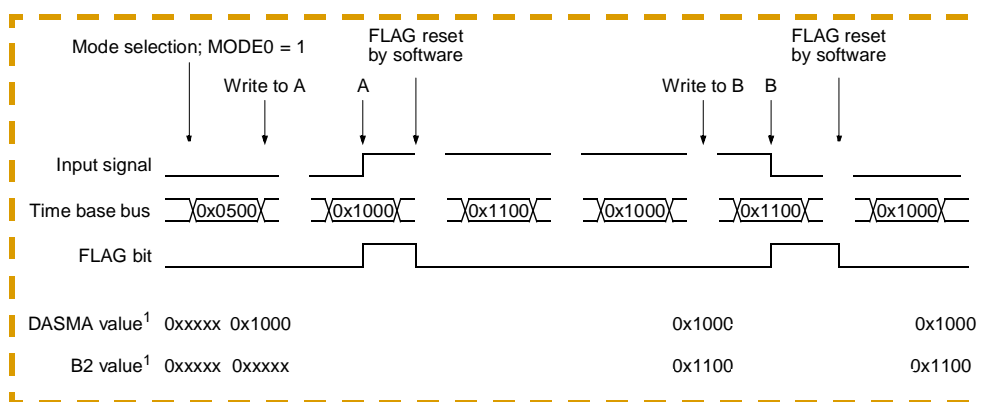 Mode selection; MODE0 = 1
FLAG reset
by software
FLAG reset
by software
Write to A
A
Write to B
B
Input signal
Time base bus 0x0500 0x1000 0x1100 0x1000 0x1100 0x1000
FLAG bit
DASMA value1 0xxxxx 0x1000 0x1000 0x1000
B2 value1 0xxxxx 0xxxxx 0x1100 0x1100